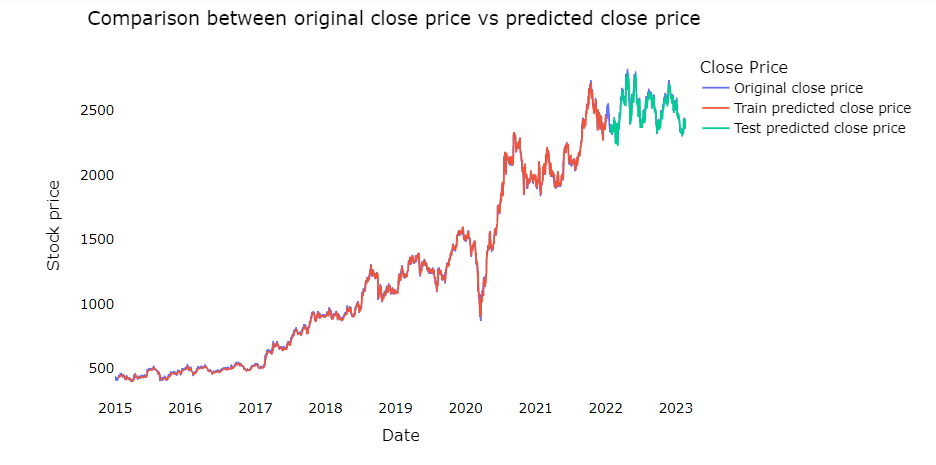 Comparison between original close price vs predicted close price
Close Price
Original close price
Train predicted close price
Test predicted close price
2500
2000
1500
1000
500
Stock price
2015 2016 2017 2018 2019 2020 2021 2022 2023
Date